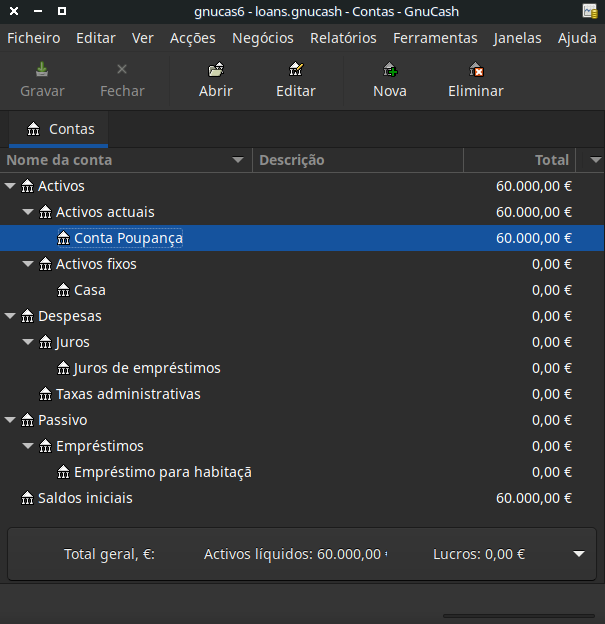 gnucas6 - loans.gnucash - Contas - GnuCash
Ficheiro Editar Ver Acções Negócios Relatórios Ferramentas Janelas Ajuda
Gravar Fechar Abrir Editar Nova Eliminar
Contas
Nome da conta Descrição Total
Activos 60.000,00 €
Activos actuais 60.000,00 €
Conta Poupança 60.000,00 €
Activos fixos 0,00 €
Casa 0,00 €
Despesas 0,00 €
Juros 0,00 €
Juros de empréstimos 0,00 €
Taxas administrativas 0,00 €
Passivo 0,00 €
Empréstimos 0,00 €
Empréstimo para habitaçã 0,00 €
Saldos iniciais 60.000,00 €
Total geral, €: Activos líquidos: 60.000,00 Lucros: 0,00 €